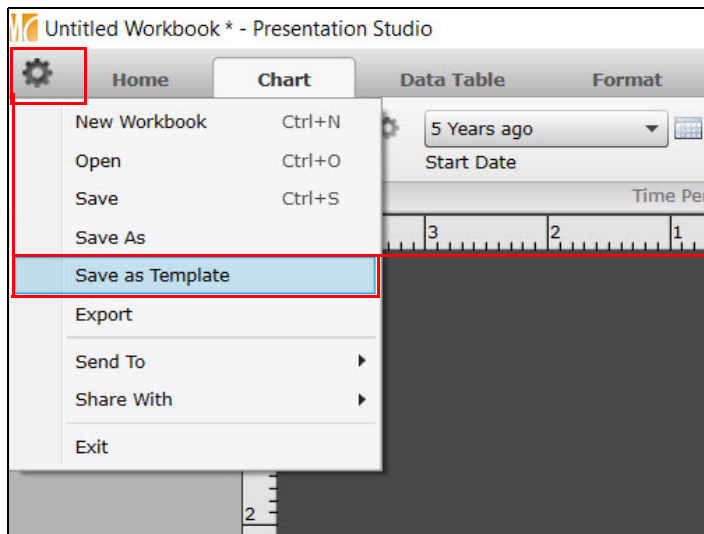 Untitled Workbook * - Presentation Studio
Home Chart Data Table Format
New Workbook Ctrl+N
5 Years ago
Open Ctrl+O
Start Date
Save Ctrl+S
Time Per
Save As
3 2 1
Save as Template
Export
Send To
Share With
Exit
2